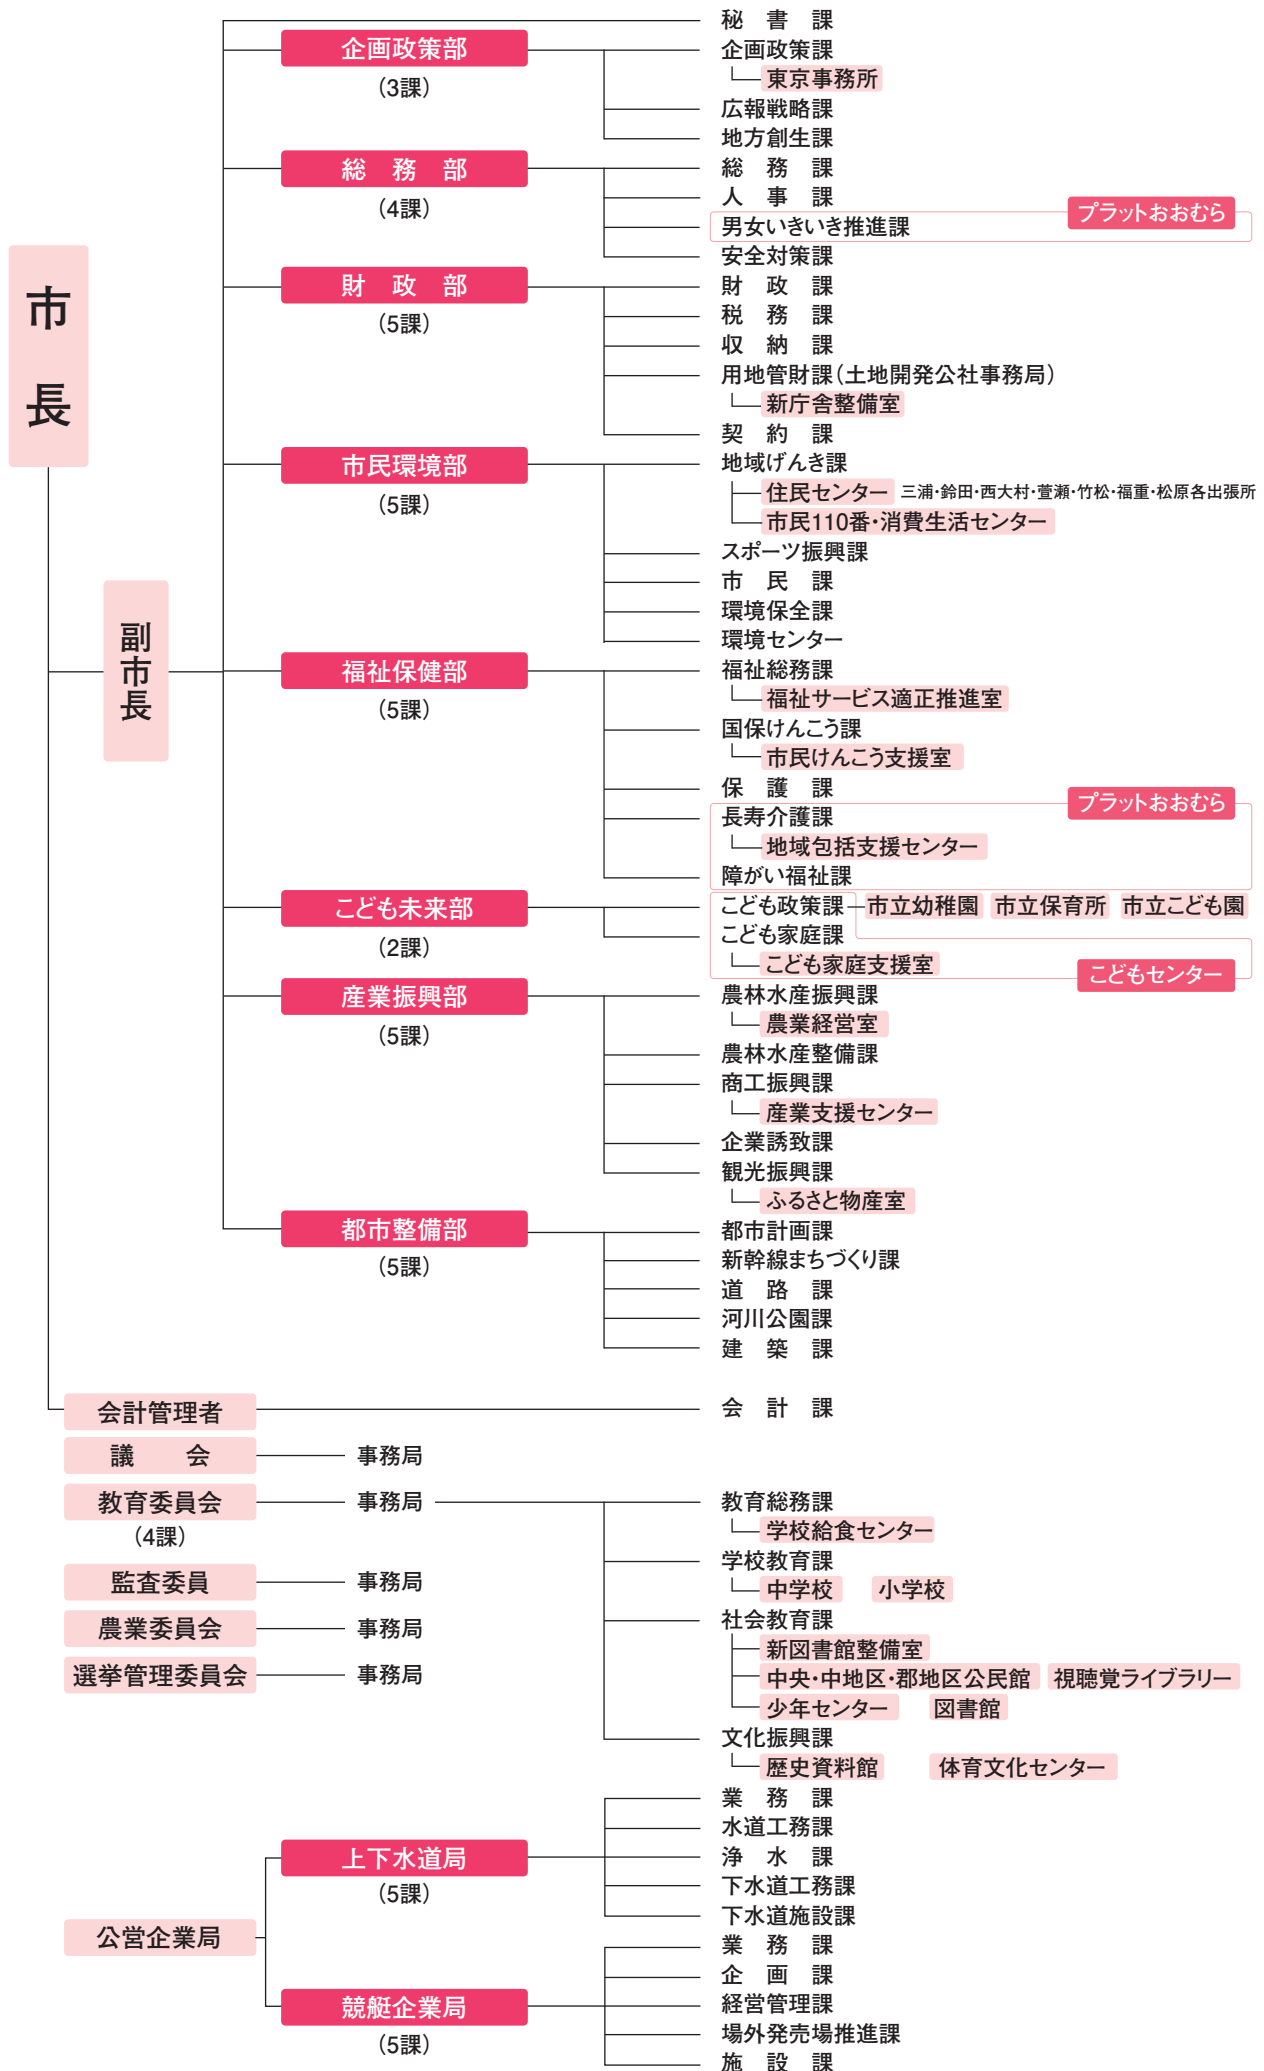 市長
副市長
秘書課
企画政策部
(3課)
企画政策課
東京事務所
広報戦略課
地方創生課
総務部
(4課)
総務課
人事課
プラットおおむら
男女いきいき推進課
安全対策課
財政部
(5課)
財政課
税務課
収納課
用地管財課(土地開発公社事務局)
新庁舎整備室
契約課
市民環境部
(5課)
地域げんき課
住民センター 三浦・鈴田・西大村・萱瀬・竹松・福重・松原各出張所
市民110番・消費生活センター
スポーツ振興課
市民課
環境保全課
環境センター
福祉保健部
(5課)
福祉総務課
福祉サービス適正推進室
国保けんこう課
市民けんこう支援室
保護課
プラットおおむら
長寿介護課
地域包括支援センター
障がい福祉課
こども未来部
(2課)
こども政策課 市立幼稚園 市立保育所 市立こども園
こども家庭課
こども家庭支援室
こどもセンター
産業振興部
(5課)
農林水産振興課
農業経営室
農林水産整備課
商工振興課
産業支援センター
企業誘致課
観光振興課
ふるさと物産室
都市整備部
(5課)
都市計画課
新幹線まちづくり課
道路課
河川公園課
建築課
会計管理者 会計課
議会 事務局
教育委員会 事務局
(4課)
教育総務課
学校給食センター
学校教育課
中学校 小学校
社会教育課
新図書館整備室
中央・中地区・郡地区公民館 視聴覚ライブラリー
少年センター 図書館
文化振興課
歴史資料館 体育文化センター
監査委員 事務局
農業委員会 事務局
選挙管理委員会 事務局
公営企業局
上下水道局
(5課)
業務課
水道工務課
浄水課
下水道工務課
下水道施設課
競艇企業局
(5課)
業務課
企画課
経営管理課
場外発売場推進課
施設課